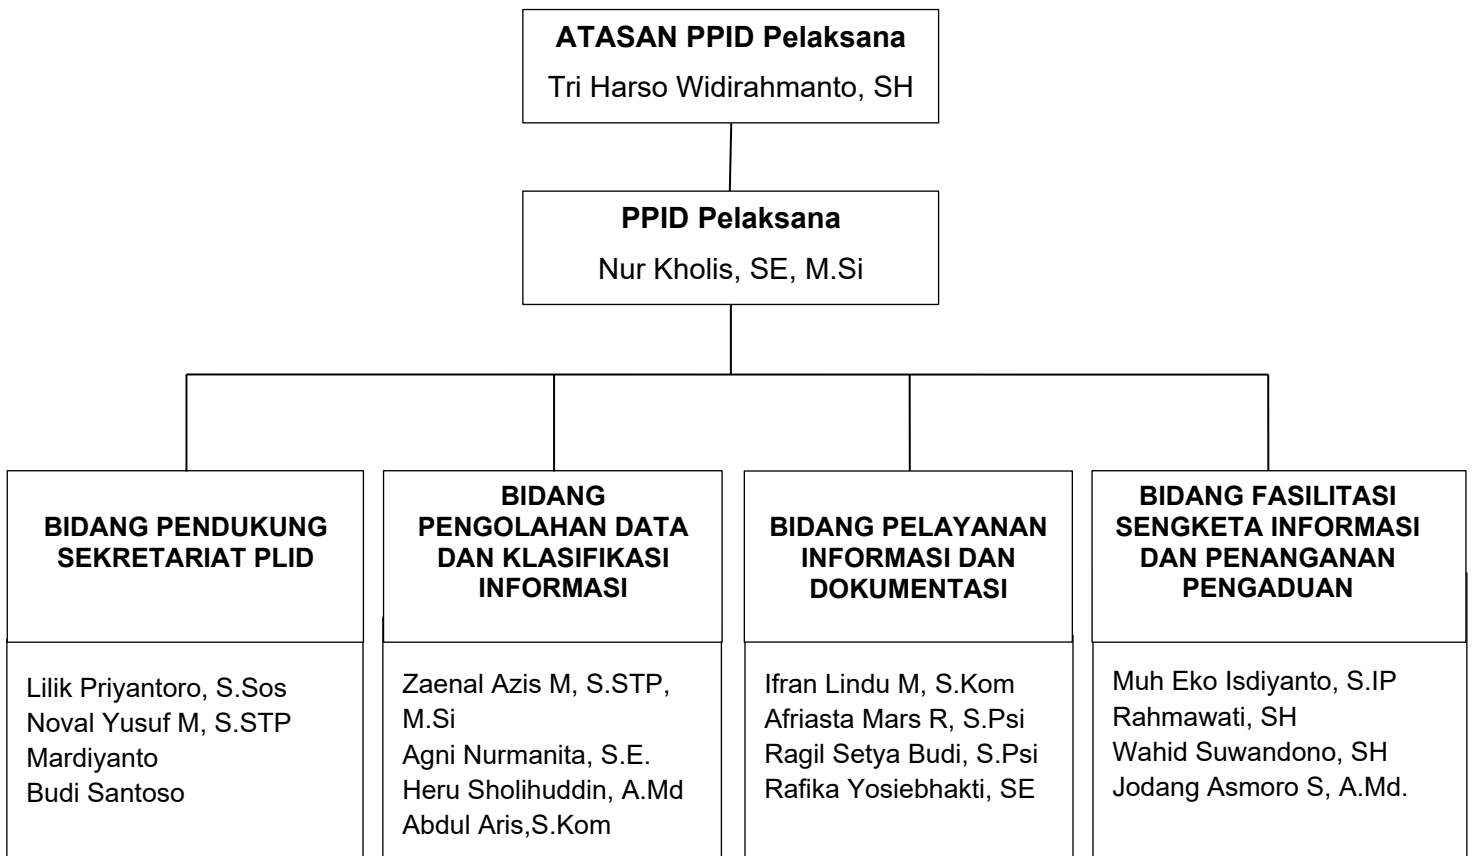 ATASAN PPID Pelaksana
Tri Harso Widirahmanto, SH
PPID Pelaksana
Nur Kholis, SE, M.Si
BIDANG PENDUKUNG
SEKRETARIAT PLID
Lilik Priyantoro, S.Sos
Noval Yusuf M, S.STP
Mardiyanto
Budi Santoso
BIDANG
PENGOLAHAN DATA
DAN KLASIFIKASI
INFORMASI
Zaenal Azis M, S.STP,
M.Si
Agni Nurmanita, S.E.
Heru Sholihuddin, A.Md
Abdul Aris,S.Kom
BIDANG PELAYANAN
INFORMASI DAN
DOKUMENTASI
Ifran Lindu M, S.Kom
Afriasta Mars R, S.Psi
Ragil Setya Budi, S.Psi
Rafika Yosiebhakti, SE
BIDANG FASILITASI
SENGKETA INFORMASI
DAN PENANGANAN
PENGADUAN
Muh Eko Isdiyanto, S.IP
Rahmawati, SH
Wahid Suwandono, SH
Jodang Asmoro S, A.Md.